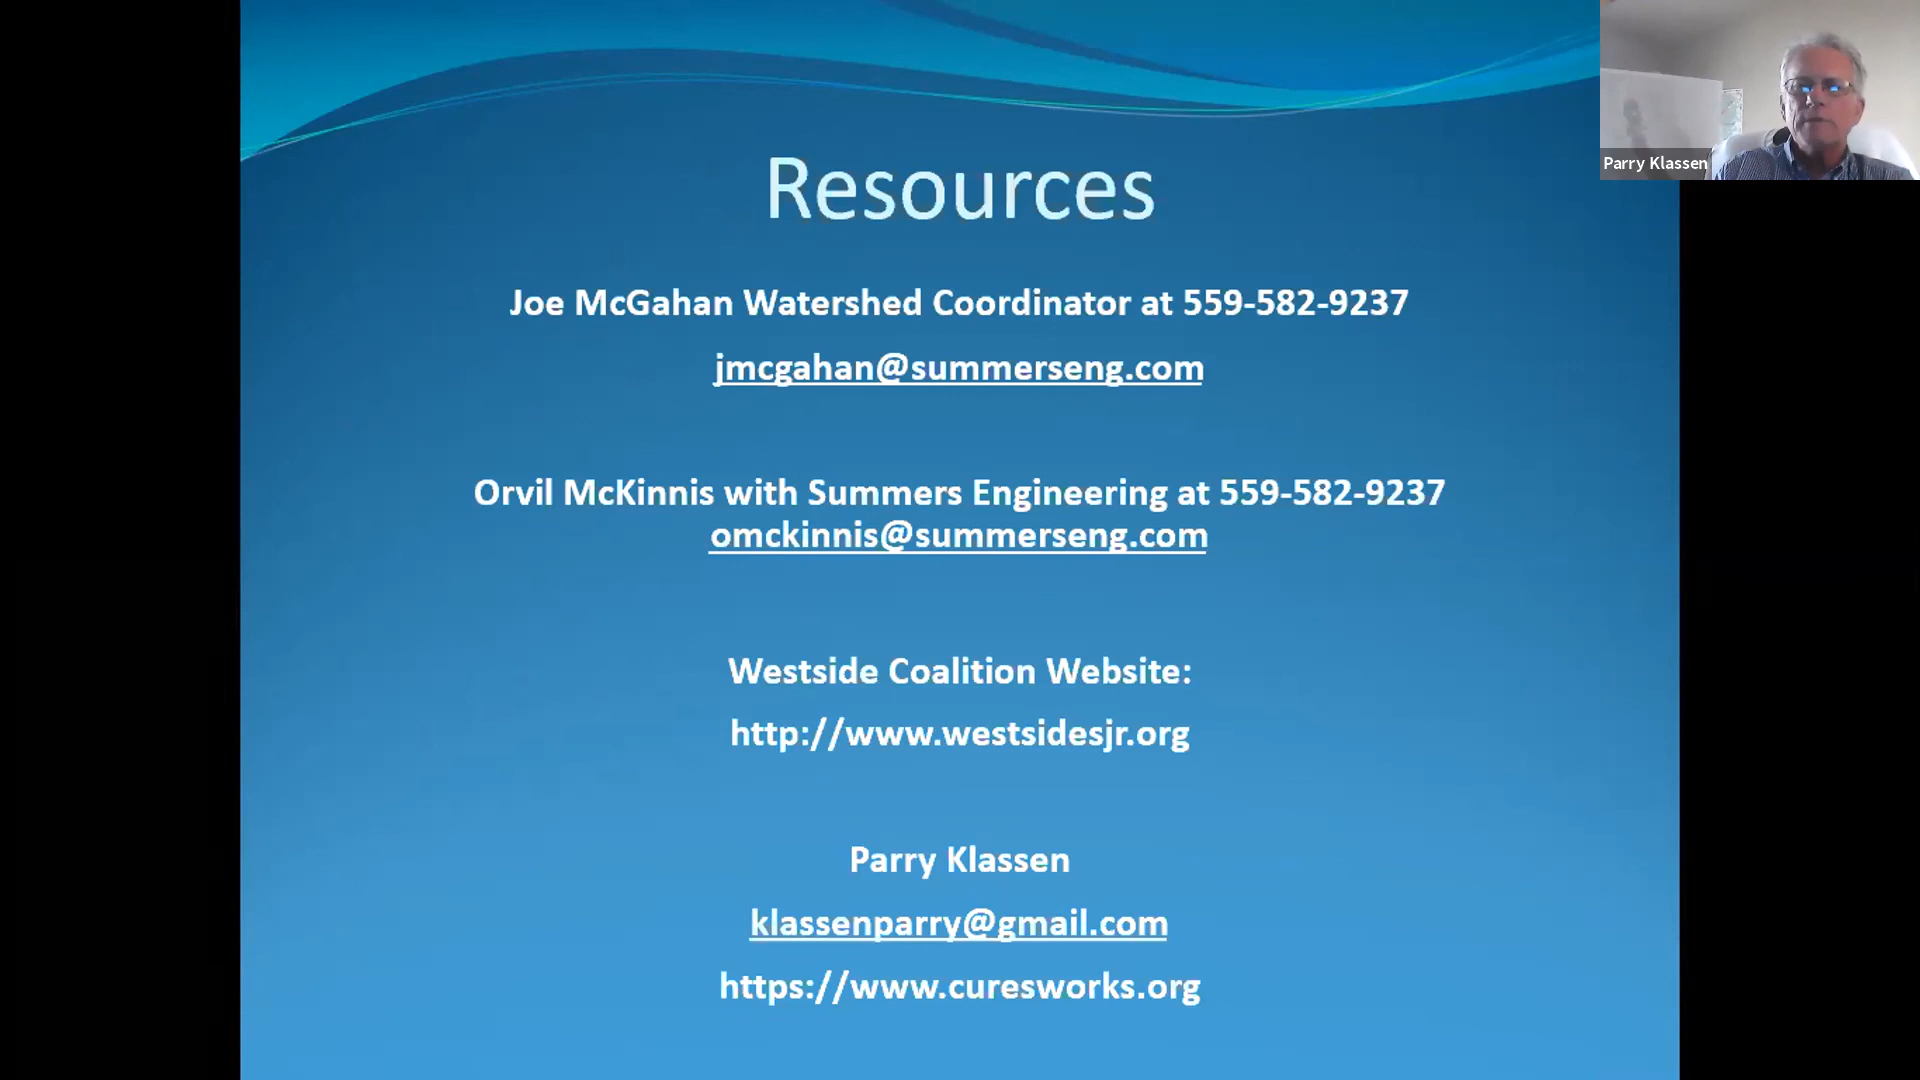 Resources
Parry Klassen
Joe McGahan Watershed Coordinator at 559-582-9237
jmcgahan@summerseng.com
Orvil McKinnis with Summers Engineering at 559-582-9237
omckinnis@summerseng.com
Westside Coalition Website:
http://www.westsidesjr.org
Parry Klassen
klassenparry@gmail.com
https://www.curesworks.org